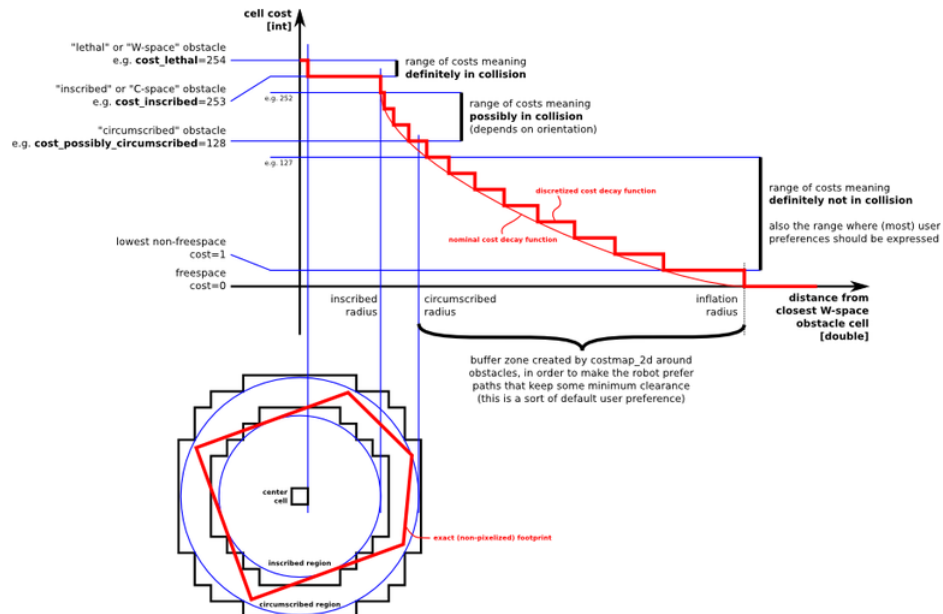 cell cost
[int]
"lethal" or "W-space" obstacle
e.g. cost_lethal=254
range of costs meaning
definitely in collision
"inscribed" or "C-space" obstacle
e.g. cost_inscribed=253
e.g. 252
range of costs meaning
possibly in collision
(depends on orientation)
"circumscribed" obstacle
e.g. cost_possibly_circumscribed=128
e.g. 127
range of costs meaning
definitely not in collision
also the range where (most) user
preferences should be expressed
discretized cost decay function
nominal cost decay function
lowest non-freespace
cost=1
freespace
cost=0
inscribed
radius
circumscribed
radius
inflation
radius
distance from
closest W-space
obstacle cell
[double]
buffer zone created by costmap_2d around
obstacles, in order to make the robot prefer
paths that keep some minimum clearance
(this is a sort of default user preference)
center
cell
exact (non-pixelized) footprint
inscribed region
circumscribed region